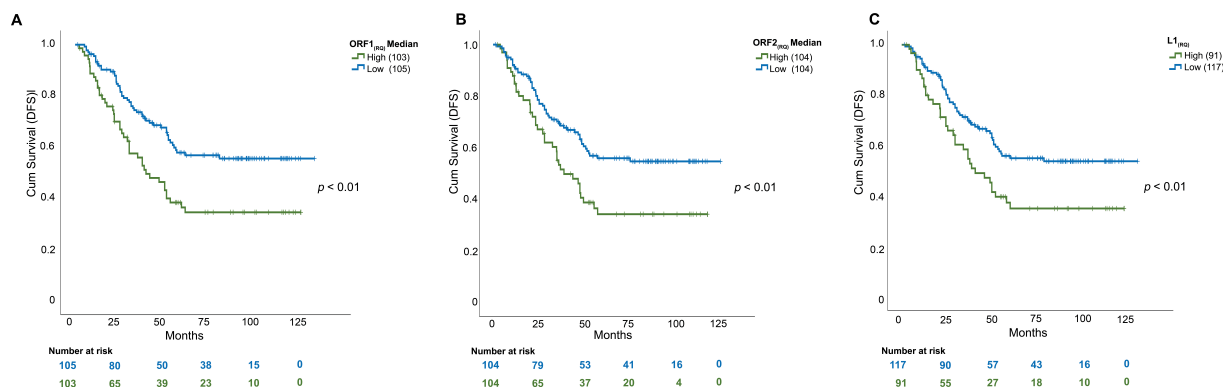 A
ORF1(RQ) Median
High (103)
Low (105)
Cum Survival (DFS)l
1.0
0.8
0.6
0.4
0.2
0
p < 0.01
0 25 50 75 100 125
Months
Number at risk
105 80 50 38 15 0
103 65 39 23 10 0
B
ORF2(RQ) Median
High (104)
Low (104)
Cum Survival (DFS)
1.0
0.8
0.6
0.4
0.2
0
p < 0.01
0 25 50 75 100 125
Months
Number at risk
104 79 53 41 16 0
104 65 37 20 4 0
C
L1(RQ)
High (91)
Low (117)
Cum Survival (DFS)
1.0
0.8
0.6
0.4
0.2
0
p < 0.01
0 25 50 75 100 125
Months
Number at risk
117 90 57 43 16 0
91 55 27 18 10 0